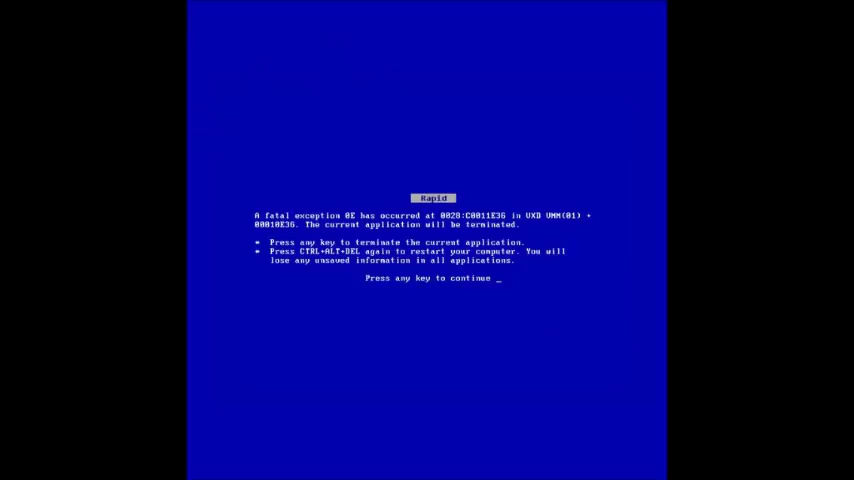 Rapid
A fatal exception 0E has occurred at 0028:C0011E36 in VXD VMM(01) +
00010E36. The current application will be terminated.
* Press any key to terminate the current application.
* Press CTRL+ALT+DEL again to restart your computer. You will
lose any unsaved information in all applications.
Press any key to continue _